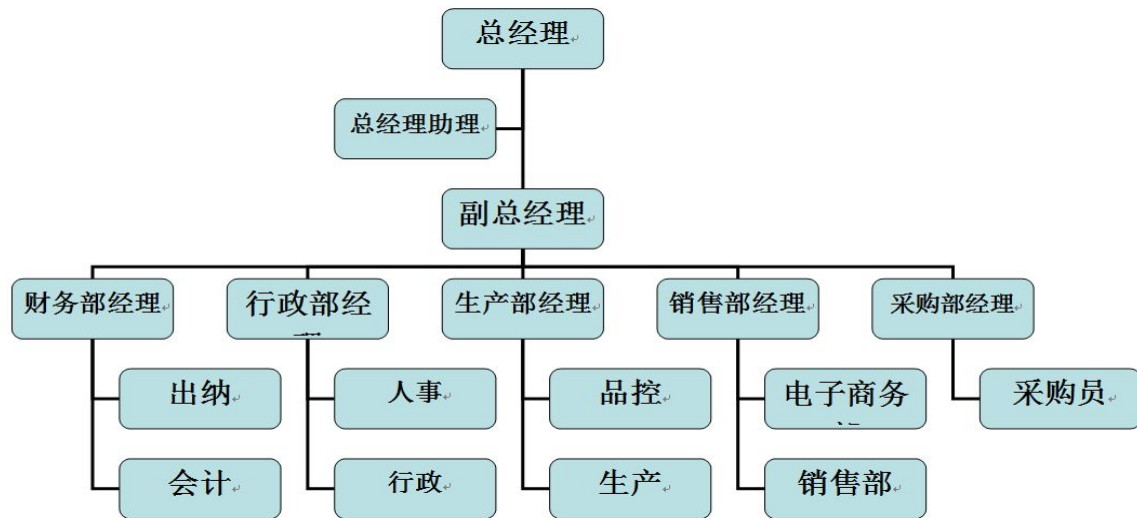 总经理
总经理助理
副总经理
财务部经理
行政部经
生产部经理
销售部经理
采购部经理
出纳
人事
品控
电子商务
采购员
会计
行政
生产
销售部